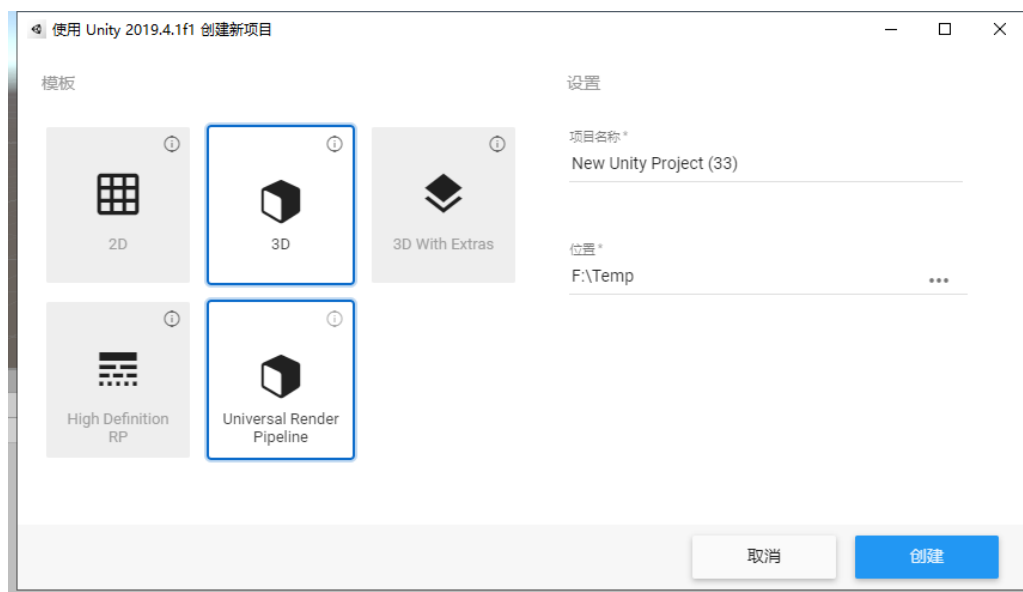 使用 Unity 2019.4.1f1 创建新项目
模板
设置
2D
3D
3D With Extras
High Definition
RP
Universal Render
Pipeline
项目名称 *
New Unity Project (33)
位置 *
F:\Temp
取消
创建